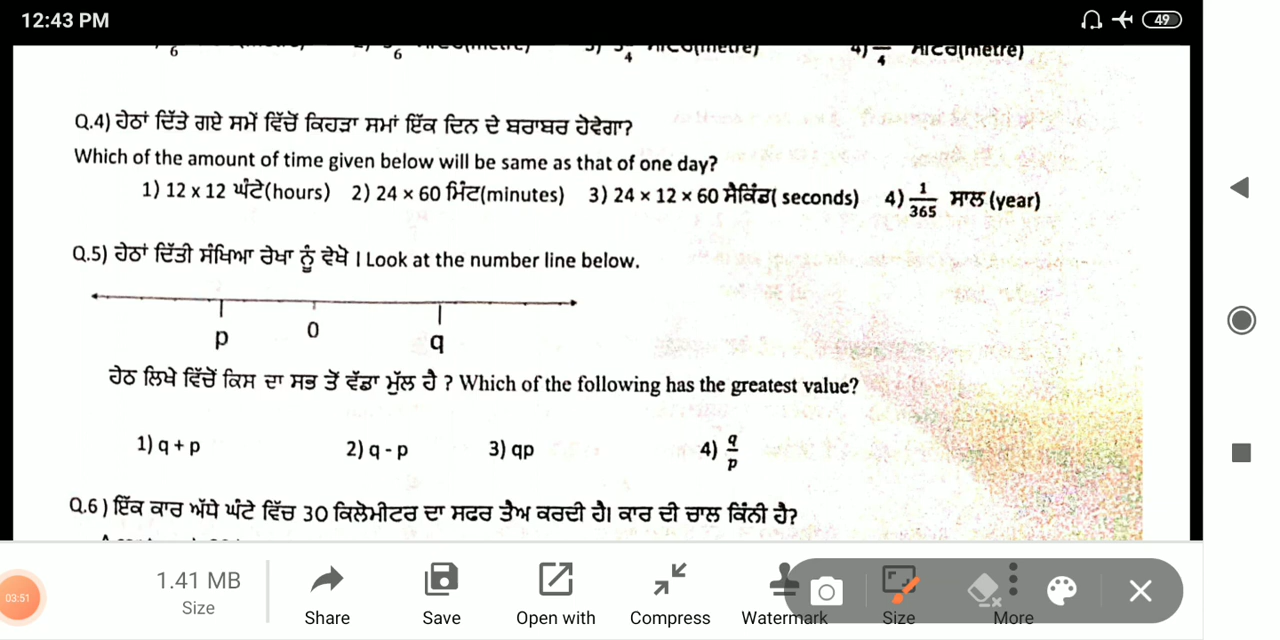 12:43 PM
49
Q.4) ਹੇਠਾਂ ਦਿੱਤੇ ਗਏ ਸਮੇਂ ਵਿੱਚੋਂ ਕਿਹੜਾ ਸਮਾਂ ਇੱਕ ਦਿਨ ਦੇ ਬਰਾਬਰ ਹੋਵੇਗਾ?
Which of the amount of time given below will be same as that of one day?
1) 12 x 12 ਘੰਟੇ(hours) 2) 24 × 60 ਮਿੰਟ(minutes) 3) 24 × 12 × 60 ਸੈਕਿੰਡ( seconds) 4) 1/365 ਸਾਲ (year)
Q.5) ਹੇਠਾਂ ਦਿੱਤੀ ਸੰਖਿਆ ਰੇਖਾ ਨੂੰ ਵੇਖੋ I Look at the number line below.
p 0 q
ਹੇਠ ਲਿਖੇ ਵਿੱਚੋਂ ਕਿਸ ਦਾ ਸਭ ਤੋਂ ਵੱਡਾ ਮੁੱਲ ਹੈ ? Which of the following has the greatest value?
1) q + p 2) q - p 3) qp 4) q/p
Q.6 ) ਇੱਕ ਕਾਰ ਅੱਧੇ ਘੰਟੇ ਵਿੱਚ 30 ਕਿਲੋਮੀਟਰ ਦਾ ਸਫਰ ਤੈਅ ਕਰਦੀ ਹੈ। ਕਾਰ ਦੀ ਚਾਲ ਕਿੰਨੀ ਹੈ?
03:51
1.41 MB
Size
Share Save Open with Compress Watermark Size More